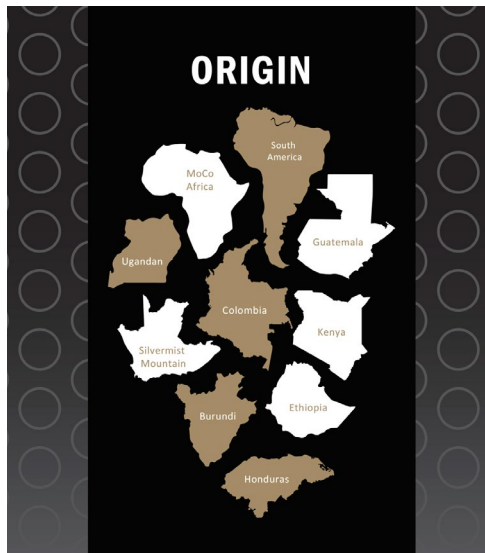 ORIGIN
South
America
MoCo
Africa
Guatemala
Ugandan
Colombia
Kenya
Silvermist
Mountain
Burundi
Ethiopia
Honduras